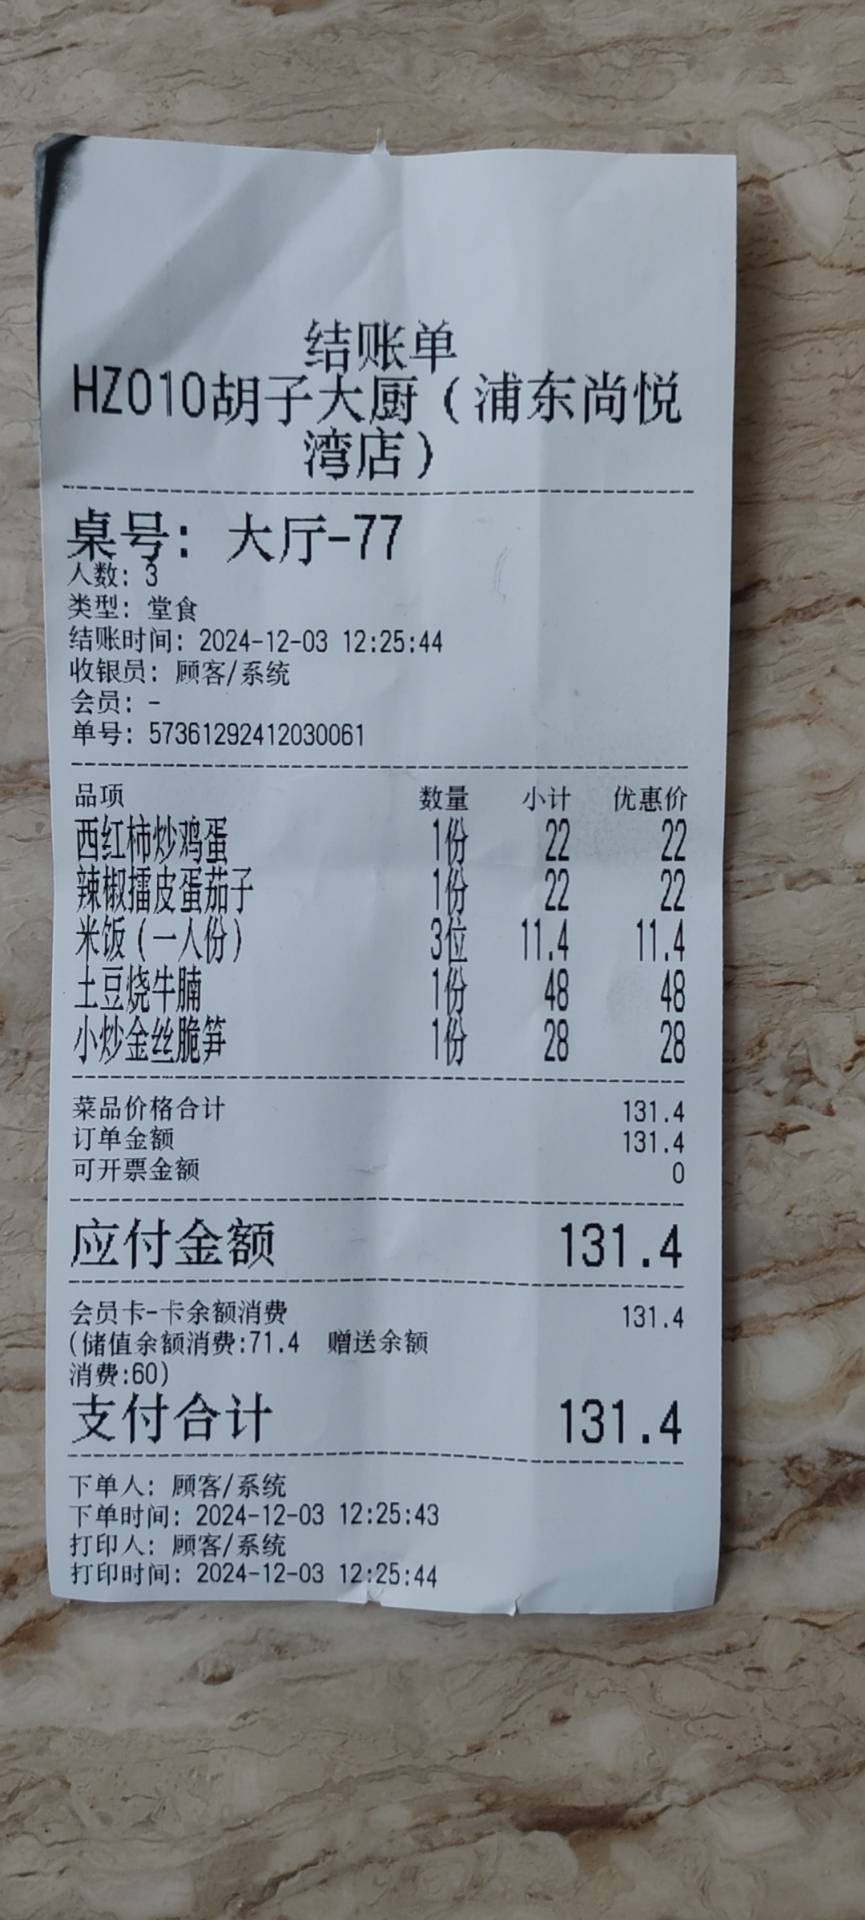 结账单
HZ010胡子大厨（浦东尚悦
湾店）
桌号：大厅-77
人数: 3
类型: 堂食
结账时间: 2024-12-03 12:25:44
收银员: 顾客/系统
会员: -
单号: 573612924120300​61
品项 数量 小计 优惠价
西红柿炒鸡蛋 1份 22 22
辣椒擂皮蛋茄子 1份 22 22
米饭（一人份） 3位 11.4 11.4
土豆烧牛腩 1份 48 48
小炒金丝脆笋 1份 28 28
菜品价格合计 131.4
订单金额 131.4
可开票金额 0
应付金额 131.4
会员卡-卡余额消费 131.4
(储值余额消费:71.4 赠送余额
消费:60)
支付合计 131.4
下单人: 顾客/系统
下单时间: 2024-12-03 12:25:43
打印人: 顾客/系统
打印时间: 2024-12-03 12:25:44